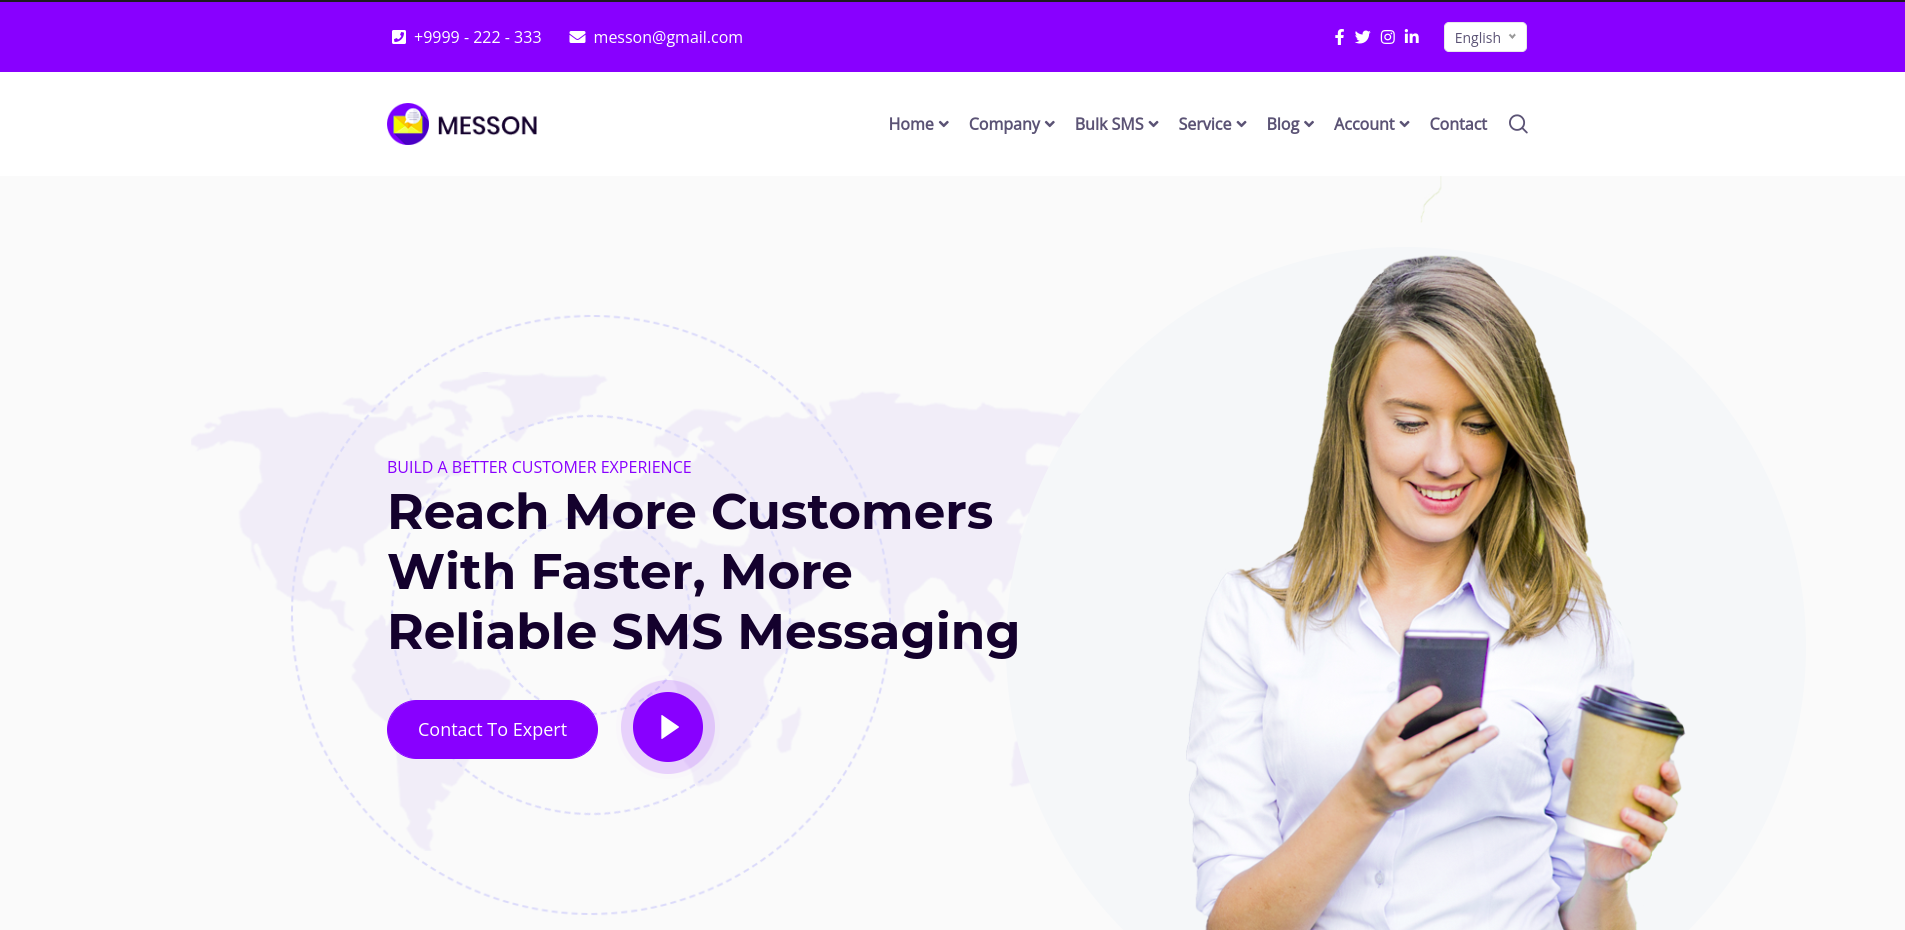 +9999 - 222 - 333 messon@gmail.com English
MESSON Home Company Bulk SMS Service Blog Account Contact
BUILD A BETTER CUSTOMER EXPERIENCE
Reach More Customers
With Faster, More
Reliable SMS Messaging
Contact To Expert